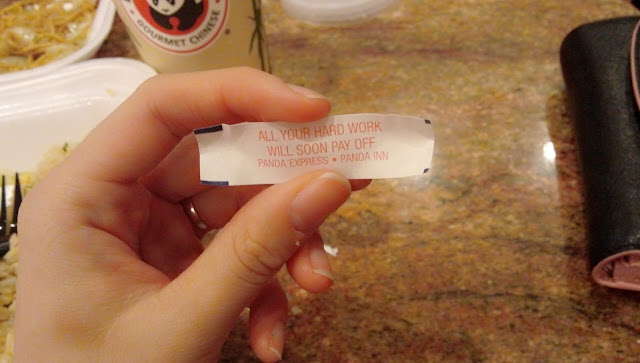 GOURMET CHINESE
ALL YOUR HARD WORK
WILL SOON PAY OFF
PANDA EXPRESS • PANDA INN